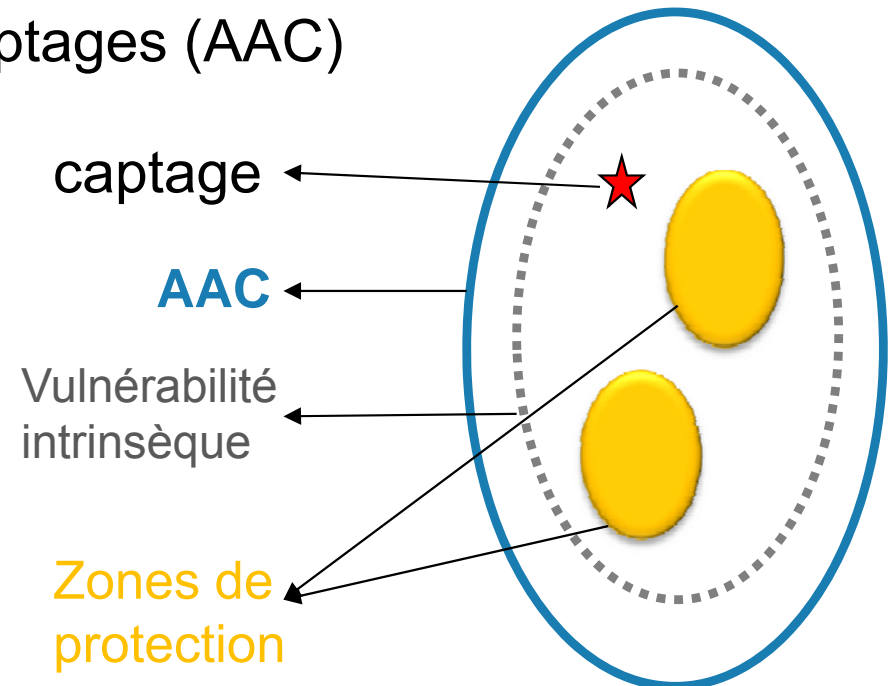 ptages (AAC)
captage
AAC
Vulnérabilité
intrinsèque
Zones de
protection